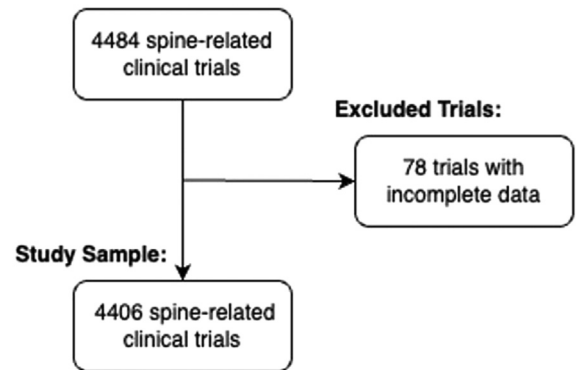 4484 spine-related
clinical trials
Excluded Trials:
78 trials with
incomplete data
Study Sample:
4406 spine-related
clinical trials